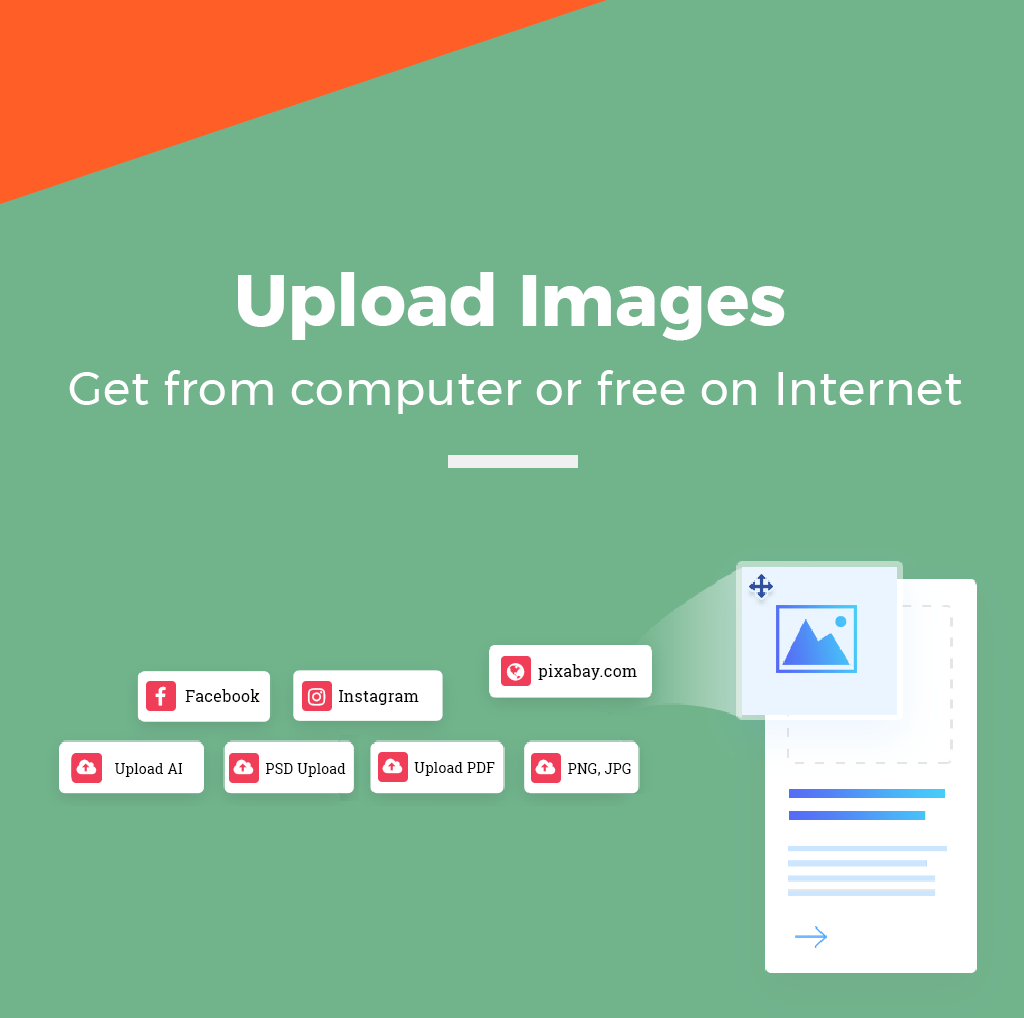 Upload Images
Get from computer or free on Internet
pixabay.com
Facebook
Instagram
Upload AI
PSD Upload
Upload PDF
PNG, JPG